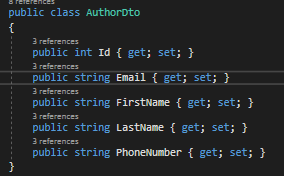 8 references
public class AuthorDto
{
3 references
public int Id { get; set; }
3 references
public string Email { get; set; }
3 references
public string FirstName { get; set; }
3 references
public string LastName { get; set; }
3 references
public string PhoneNumber { get; set; }
}